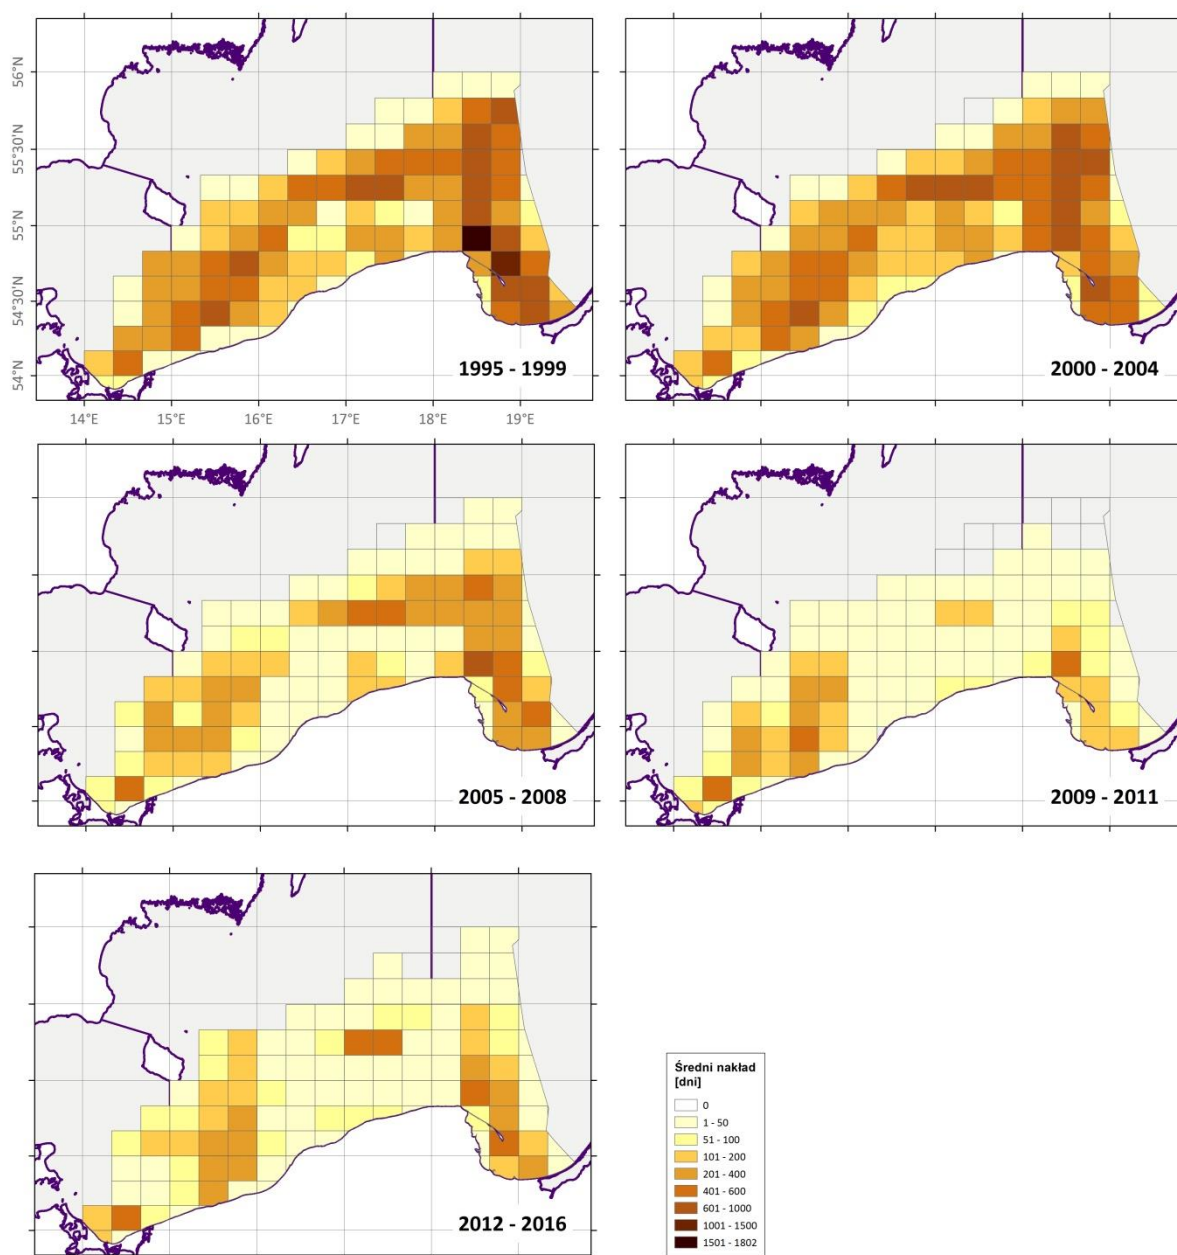 56°N
55°30'N
55°N
54°30'N
54°N
1995 - 1999
2000 - 2004
14°E 15°E 16°E 17°E 18°E 19°E
2005 - 2008
2009 - 2011
2012 - 2016
Średni nakład
[dni]
0
1 - 50
51 - 100
101 - 200
201 - 400
401 - 600
601 - 1000
1001 - 1500
1501 - 1802